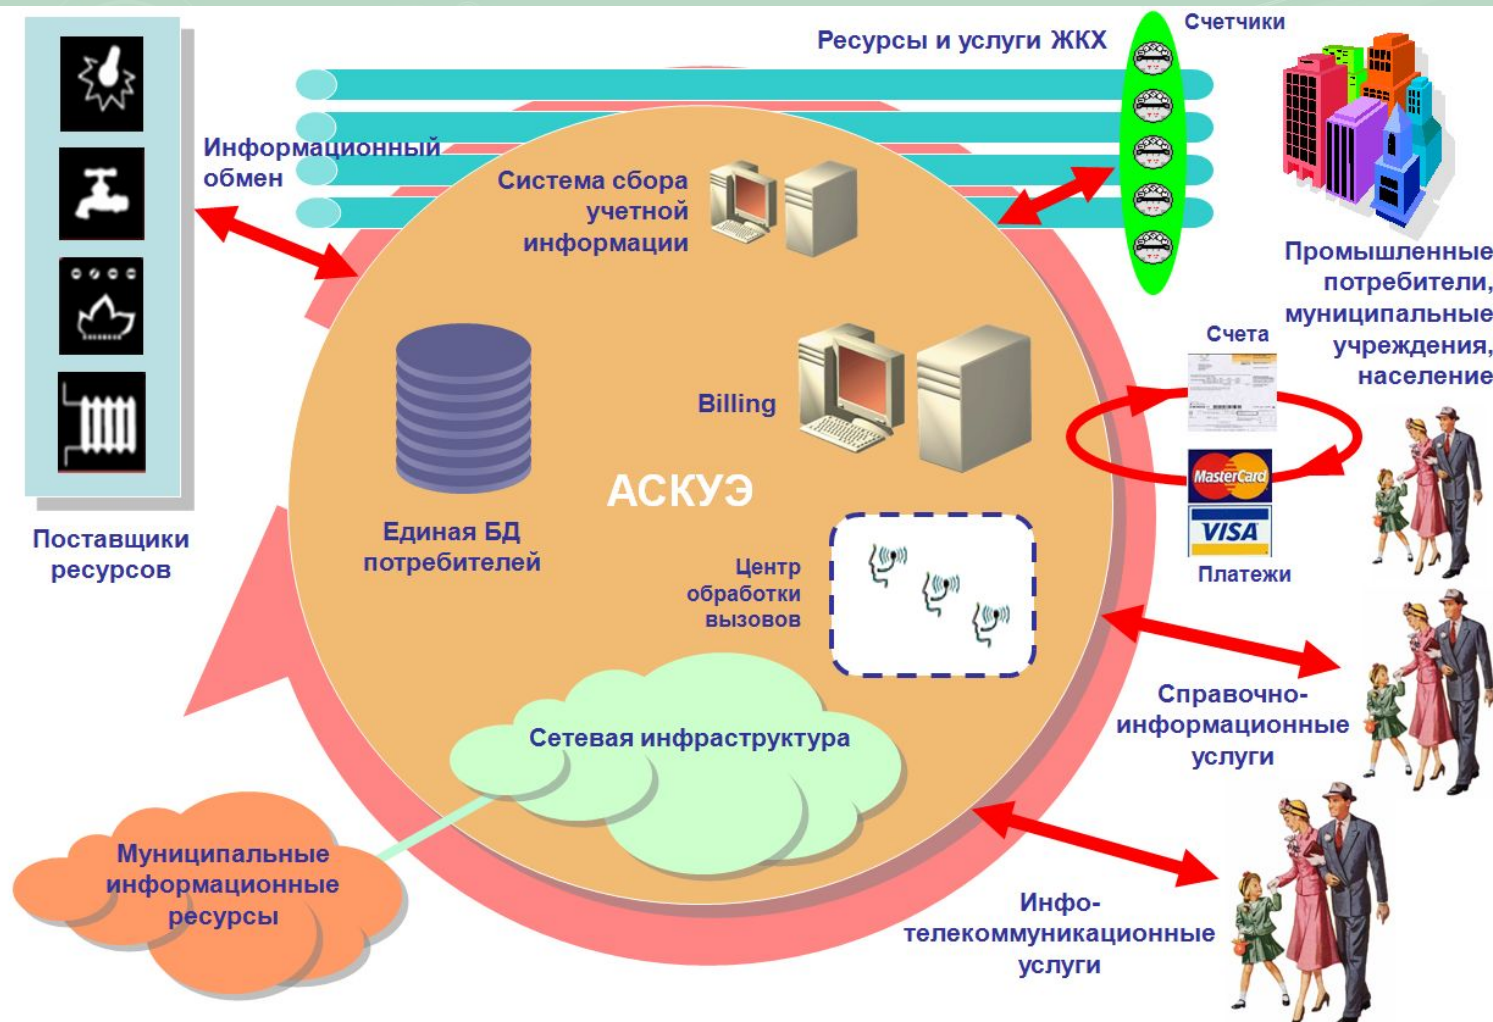 Ресурсы и услуги ЖКХ
Счетчики
Информационный
обмен
Система сбора
учетной
информации
Промышленные
потребители,
муниципальные
учреждения,
население
Счета
Billing
MasterCard
VISA
Платежи
АСКУЭ
Поставщики
ресурсов
Единая БД
потребителей
Центр
обработки
вызовов
Справочно-
информационные
услуги
Сетевая инфраструктура
Муниципальные
информационные
ресурсы
Инфо-
телекоммуникационные
услуги